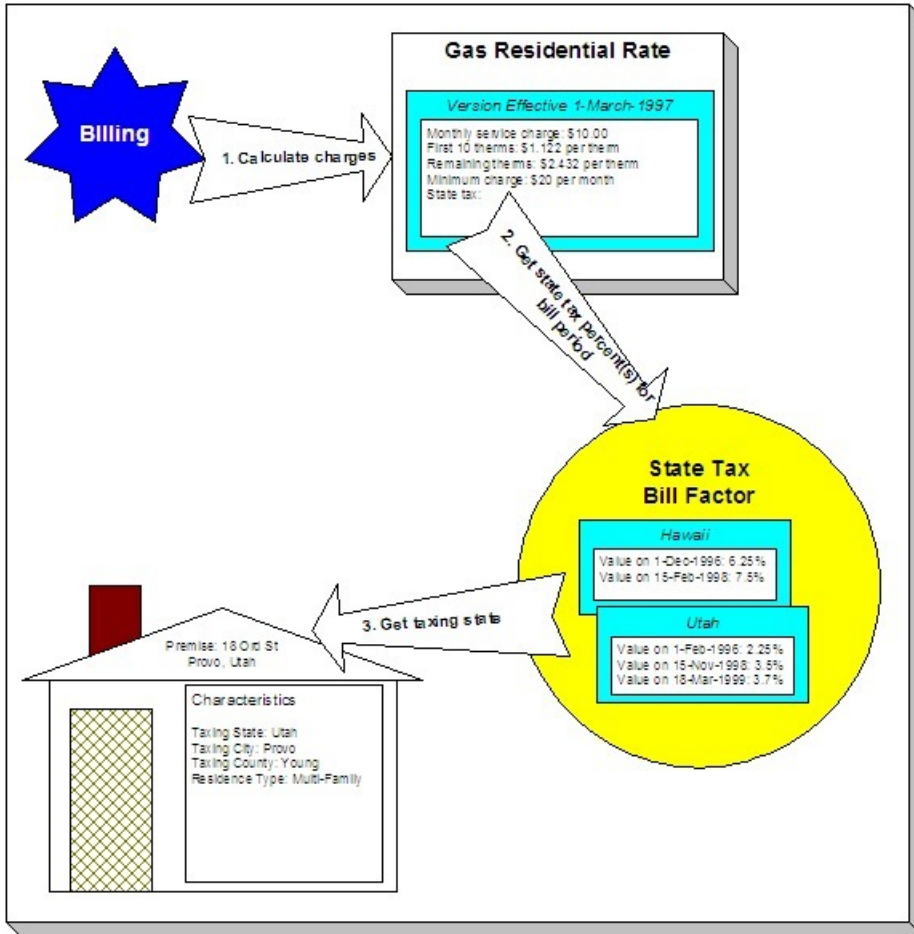 Gas Residential Rate
Billing
Version Effective 1-March-1997
Monthly service charge: $10.00
First 10 therms: $1.122 per therm
Remaining therms: $2.432 per therm
Minimum charge: $20 per month
State tax:
1. Calculate charges
2. Get state tax percent(s) for
bill period
State Tax
Bill Factor
Hawaii
Value on 1-Dec-1996: 6.25%
Value on 15-Feb-1998: 7.5%
Utah
Value on 1-Feb-1996: 2.25%
Value on 15-Nov-1998: 3.5%
Value on 18-Mar-1999: 3.7%
3. Get taxing state
Premise: 18 Ord St
Provo, Utah
Characteristics
Taxing State: Utah
Taxing City: Provo
Taxing County: Young
Residence Type: Multi-Family